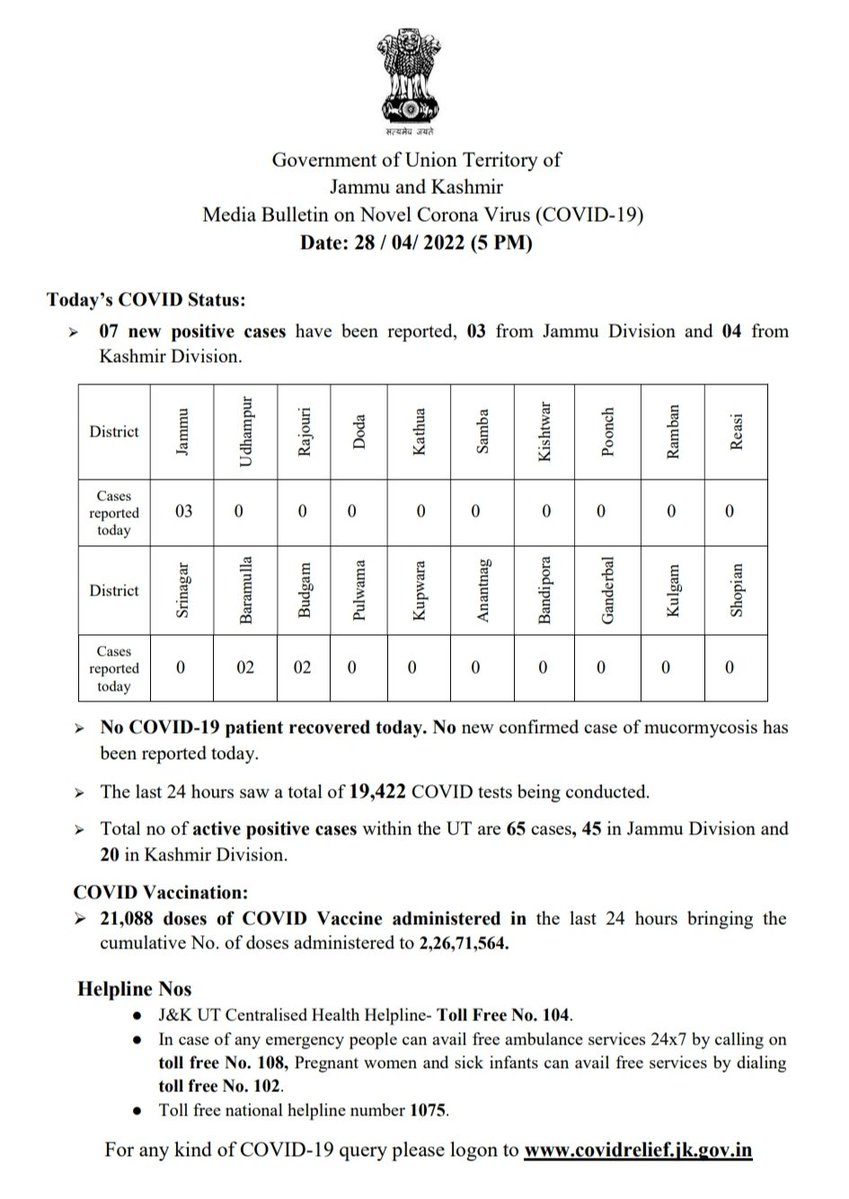 सत्यमेव जयते
Government of Union Territory of
Jammu and Kashmir
Media Bulletin on Novel Corona Virus (COVID-19)
Date: 28 / 04/ 2022 (5 PM)
Today’s COVID Status:
➢ 07 new positive cases have been reported, 03 from Jammu Division and 04 from
Kashmir Division.
District Jammu Udhampur Rajouri Doda Kathua Samba Kishtwar Poonch Ramban Reasi
Cases
reported
today 03 0 0 0 0 0 0 0 0 0
District Srinagar Baramulla Budgam Pulwama Kupwara Anantnag Bandipora Ganderbal Kulgam Shopian
Cases
reported
today 0 02 02 0 0 0 0 0 0 0
➢ No COVID-19 patient recovered today. No new confirmed case of mucormycosis has
been reported today.
➢ The last 24 hours saw a total of 19,422 COVID tests being conducted.
➢ Total no of active positive cases within the UT are 65 cases, 45 in Jammu Division and
20 in Kashmir Division.
COVID Vaccination:
➢ 21,088 doses of COVID Vaccine administered in the last 24 hours bringing the
cumulative No. of doses administered to 2,26,71,564.
Helpline Nos
● J&K UT Centralised Health Helpline- Toll Free No. 104.
● In case of any emergency people can avail free ambulance services 24x7 by calling on
toll free No. 108, Pregnant women and sick infants can avail free services by dialing
toll free No. 102.
● Toll free national helpline number 1075.
For any kind of COVID-19 query please logon to www.covidrelief.jk.gov.in